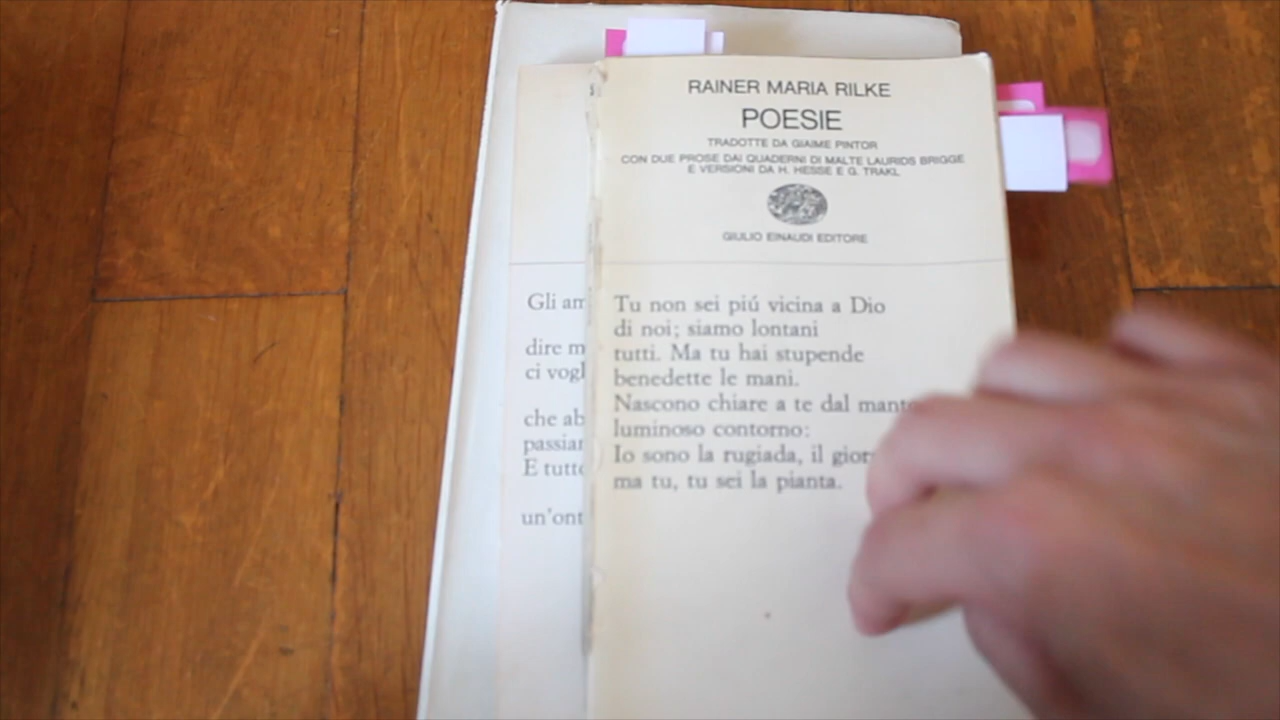 RAINER MARIA RILKE
POESIE
TRADOTTE DA GIAIME PINTOR
CON DUE PROSE DAI QUADERNI DI MALTE LAURIDS BRIGGE
E VERSIONI DA H. HESSE E G. TRAKL
GIULIO EINAUDI EDITORE
Tu non sei piú vicina a Dio
di noi; siamo lontani
tutti. Ma tu hai stupende
benedette le mani.
Nascono chiare a te dal
luminoso contorno:
Io sono la rugiada, il
ma tu, tu sei la pianta.
Gli
dire
ci
che
E